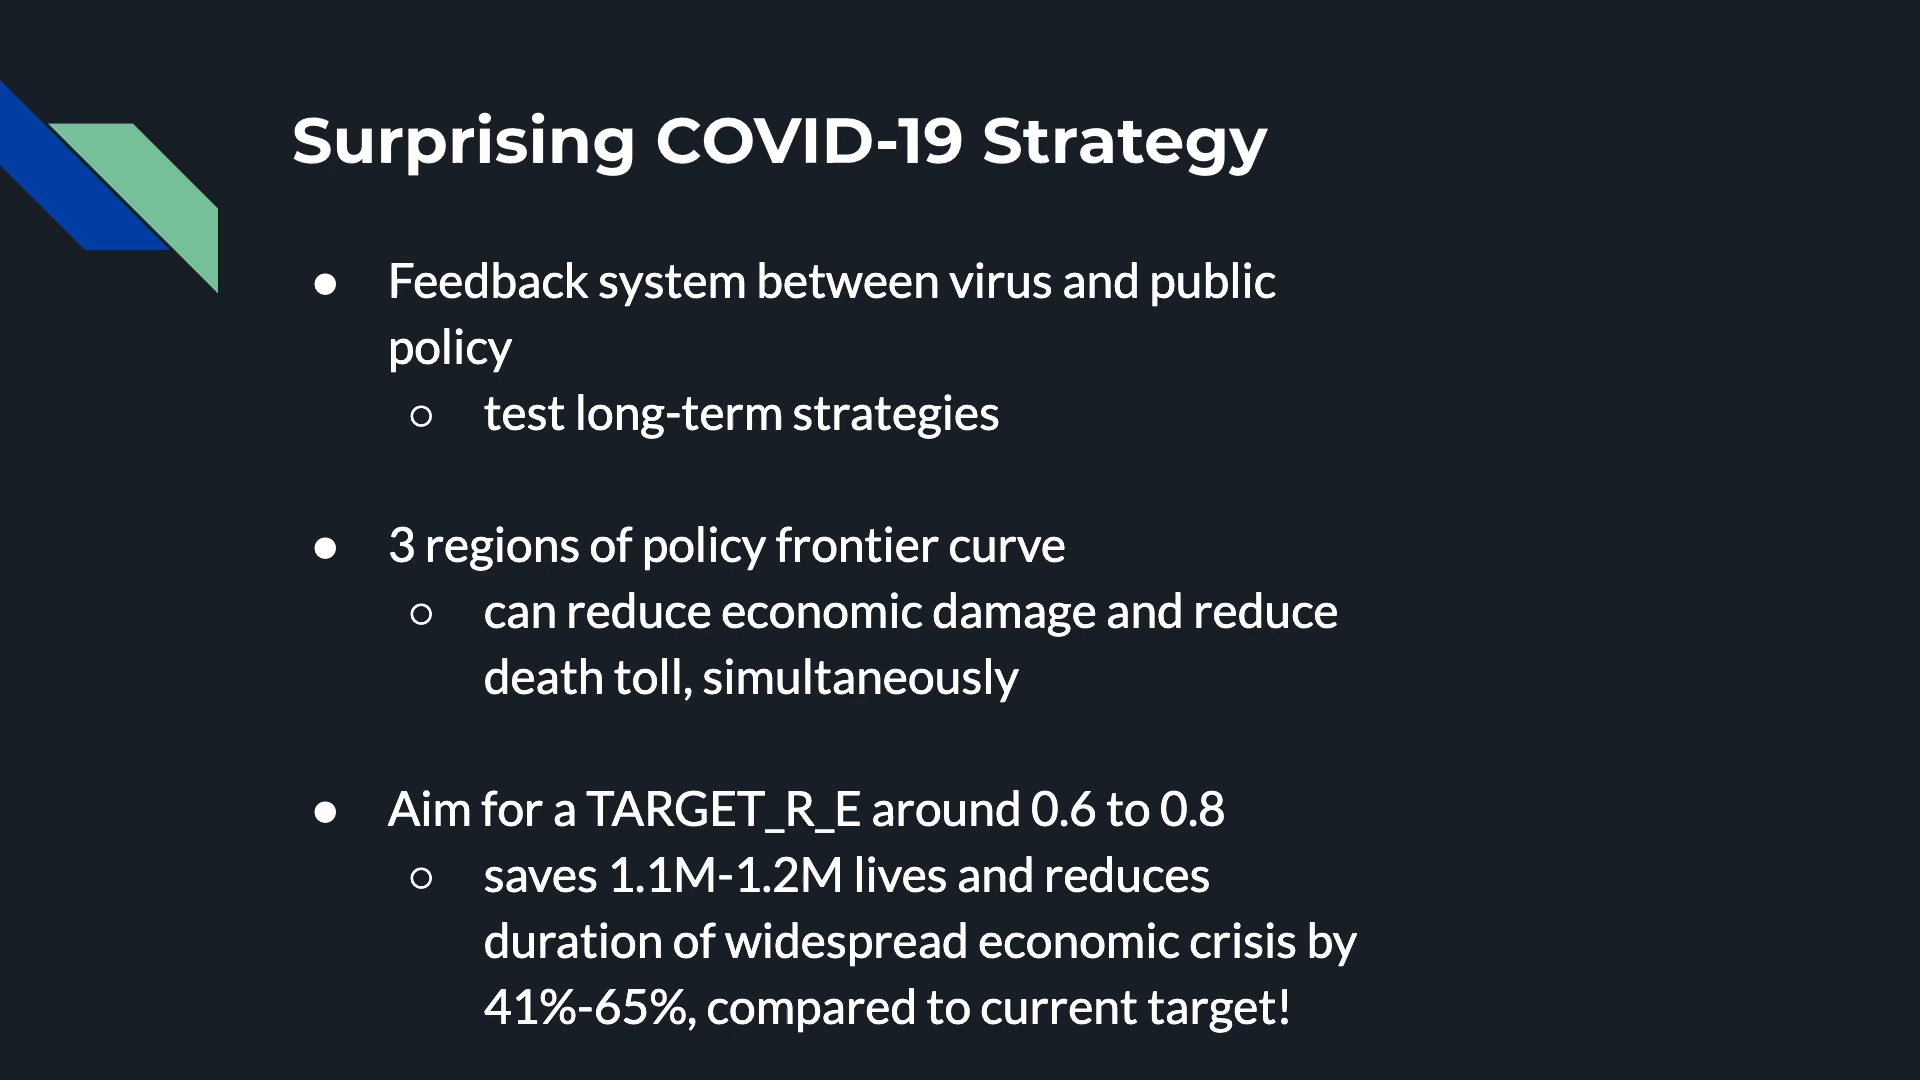 Surprising COVID-19 Strategy
● Feedback system between virus and public
policy
○ test long-term strategies
● 3 regions of policy frontier curve
○ can reduce economic damage and reduce
death toll, simultaneously
● Aim for a TARGET_R_E around 0.6 to 0.8
○ saves 1.1M-1.2M lives and reduces
duration of widespread economic crisis by
41%-65%, compared to current target!